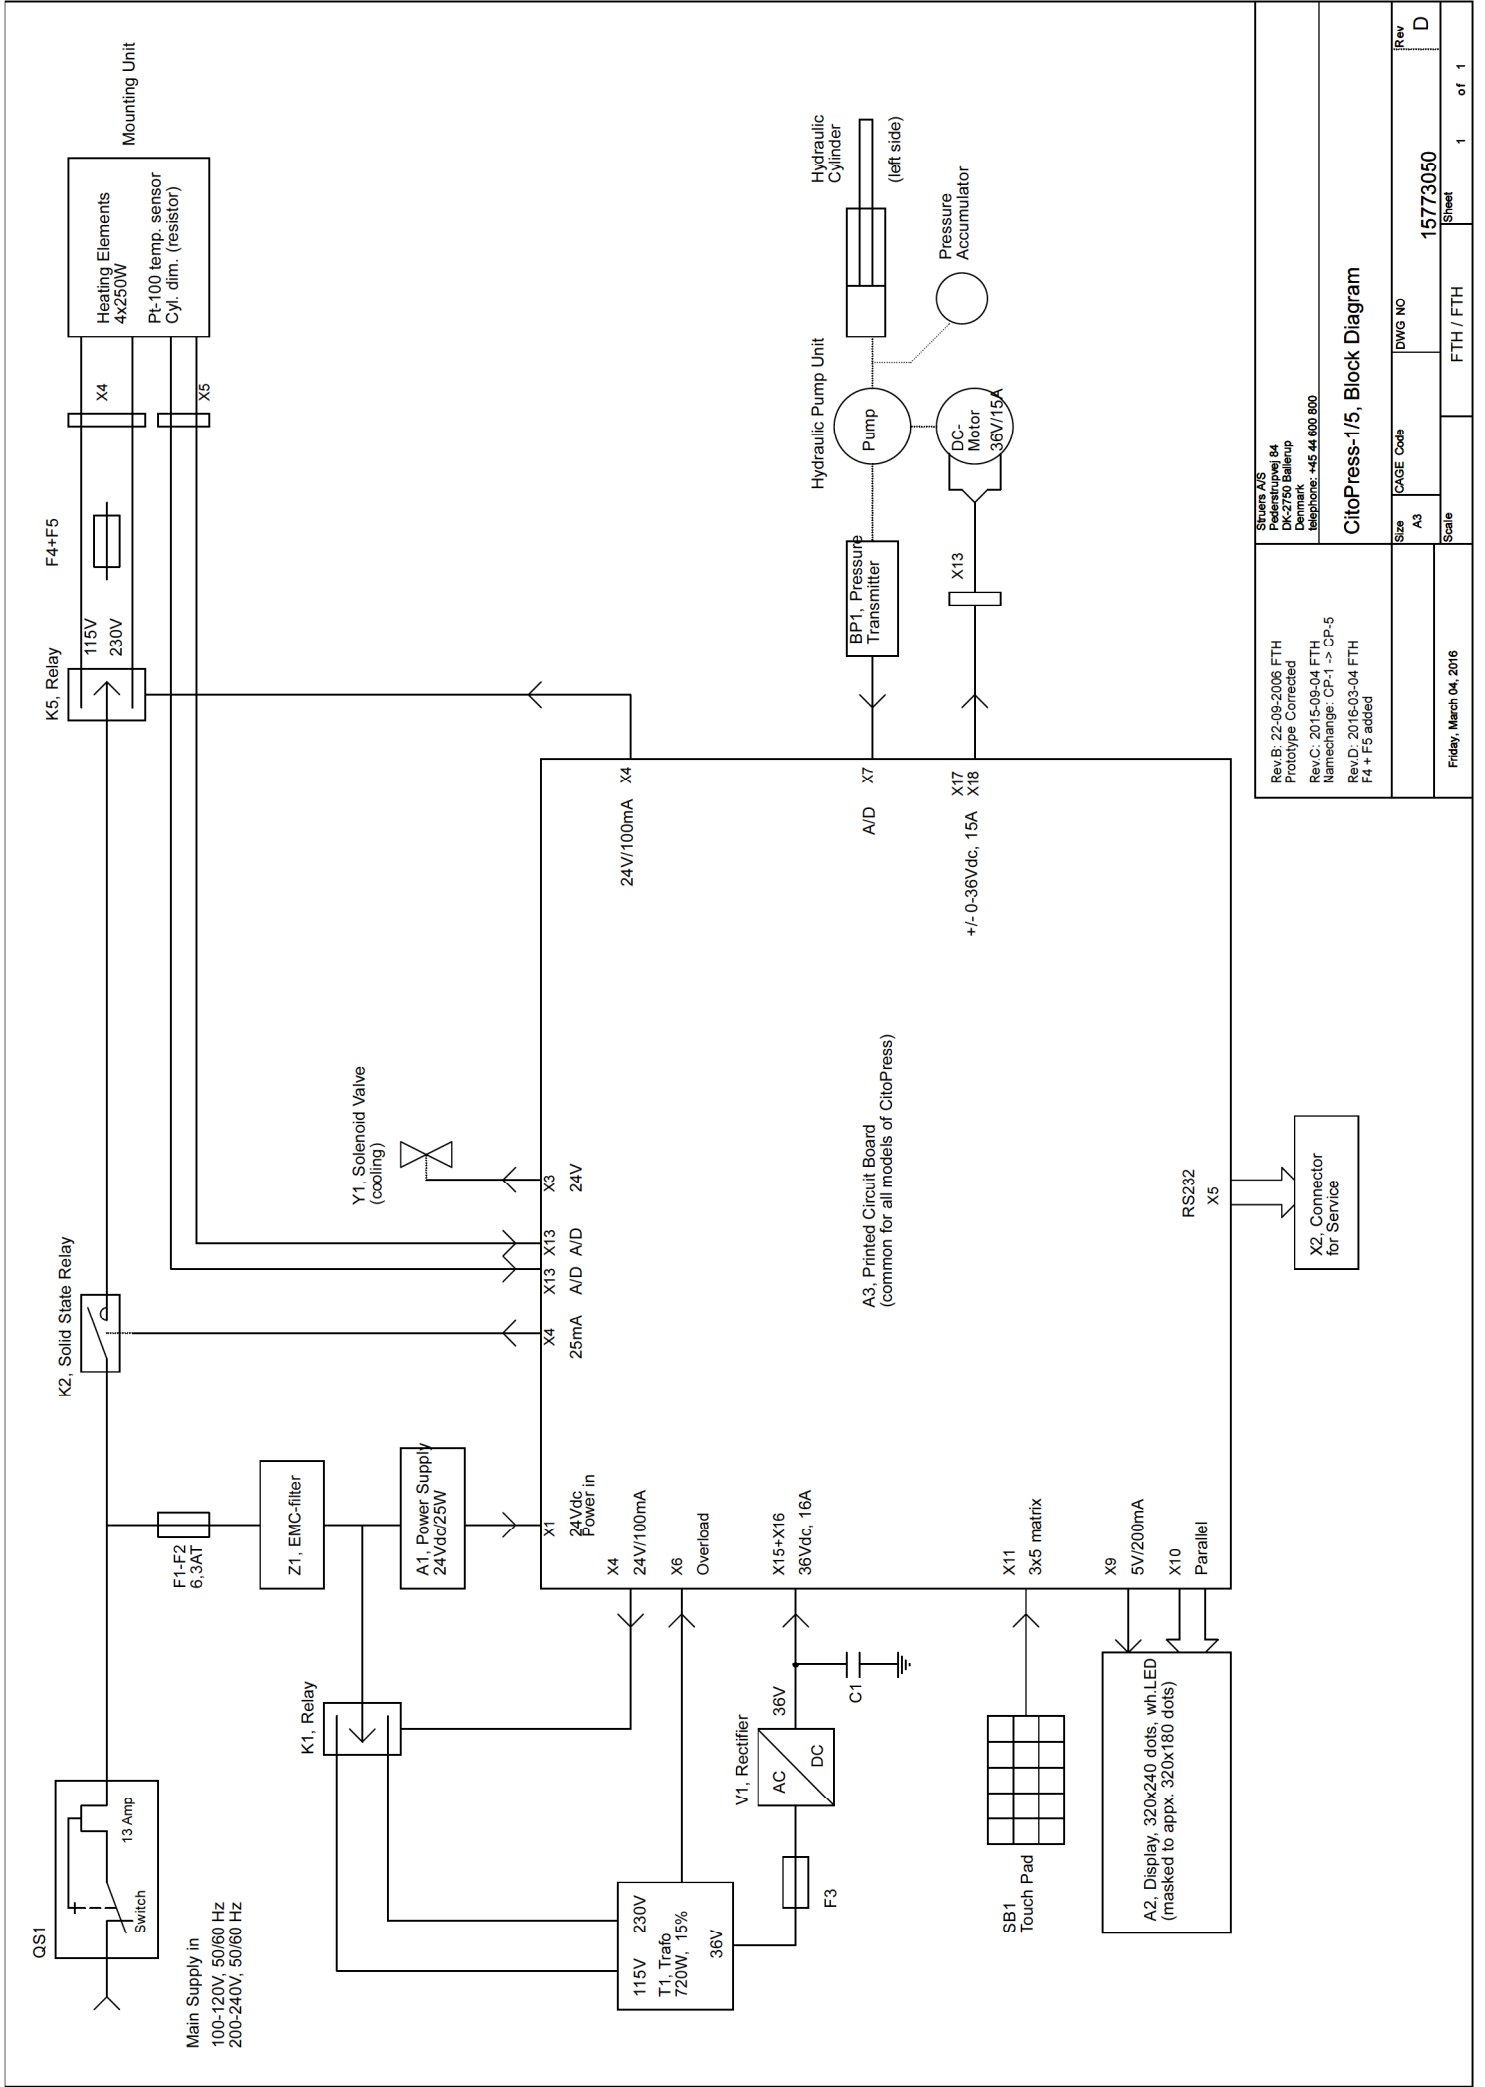 QS1
Switch
13 Amp
Main Supply in
100-120V, 50/60 Hz
200-240V, 50/60 Hz
F1-F2
6,3AT
Z1, EMC-filter
A1, Power Supply
24Vdc/25W
K1, Relay
K2, Solid State Relay
Y1, Solenoid Valve
(cooling)
K5, Relay
115V
230V
F4+F5
X4
X5
Heating Elements
4x250W
Pt-100 temp. sensor
Cyl. dim. (resistor)
Mounting Unit
X1
24Vdc
Power in
X4
25mA
X13
A/D
X13
A/D
X3
24V
X4
24V/100mA
X6
Overload
X15+X16
36Vdc, 16A
X11
3x5 matrix
X9
5V/200mA
X10
Parallel
24V/100mA
X4
A/D
X7
X17
X18
+/- 0-36Vdc, 15A
A3, Printed Circuit Board
(common for all models of CitoPress)
RS232
X5
X2, Connector
for Service
115V
230V
T1, Trafo
720W, 15%
36V
F3
V1, Rectifier
AC
DC
36V
C1
SB1
Touch Pad
A2, Display, 320x240 dots, wh.LED
(masked to appx. 320x180 dots)
BP1, Pressure
Transmitter
X13
Hydraulic Pump Unit
Pump
DC-
Motor
36V/15A
Hydraulic
Cylinder
(left side)
Pressure
Accumulator
Rev.B: 22-09-2006 FTH
Prototype Corrected
Rev.C: 2015-09-04 FTH
Namechange: CP-1 -> CP-5
Rev.D: 2016-03-04 FTH
F4 + F5 added
Friday, March 04, 2016
Struers A/S
Pederstrupvej 84
DK-2750 Ballerup
Denmark
telephone: +45 44 600 800
CitoPress-1/5, Block Diagram
Size
A3
CAGE Code
DWG NO
15773050
Rev
D
Scale
FTH / FTH
Sheet
1 of 1